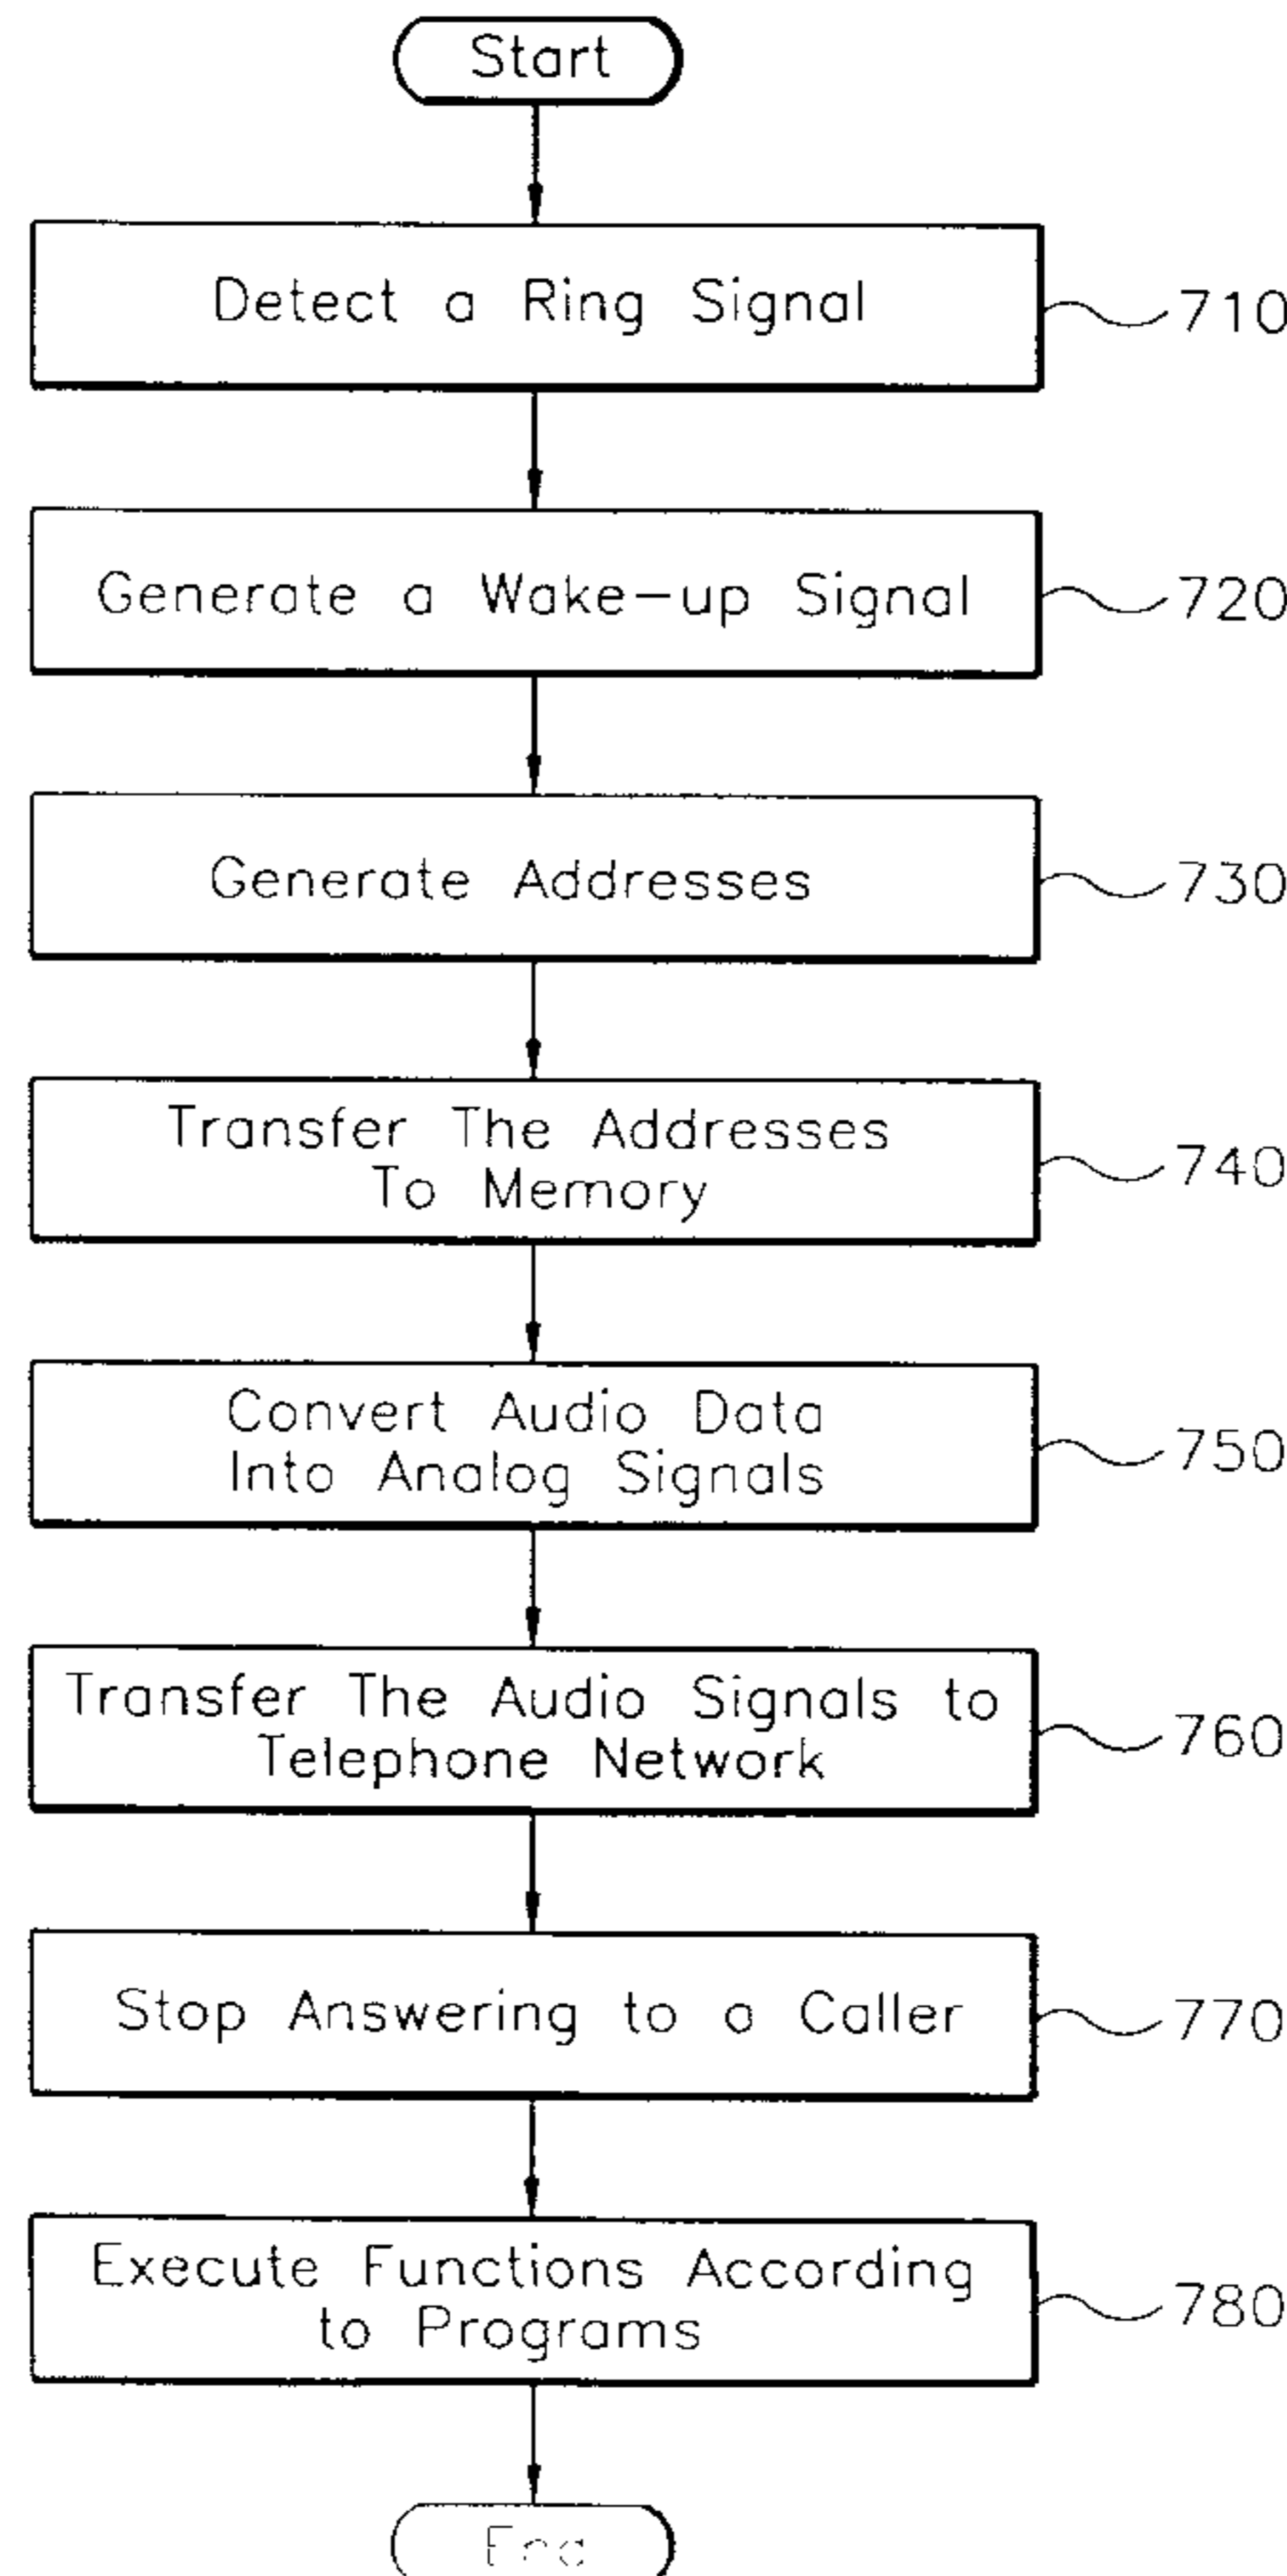 Start
Detect a Ring Signal
710
Generate a Wake-up Signal
720
Generate Addresses
730
Transfer The Addresses
To Memory
740
Convert Audio Data
Into Analog Signals
750
Transfer The Audio Signals to
Telephone Network
760
Stop Answering to a Caller
770
Execute Functions According
to Programs
780
End